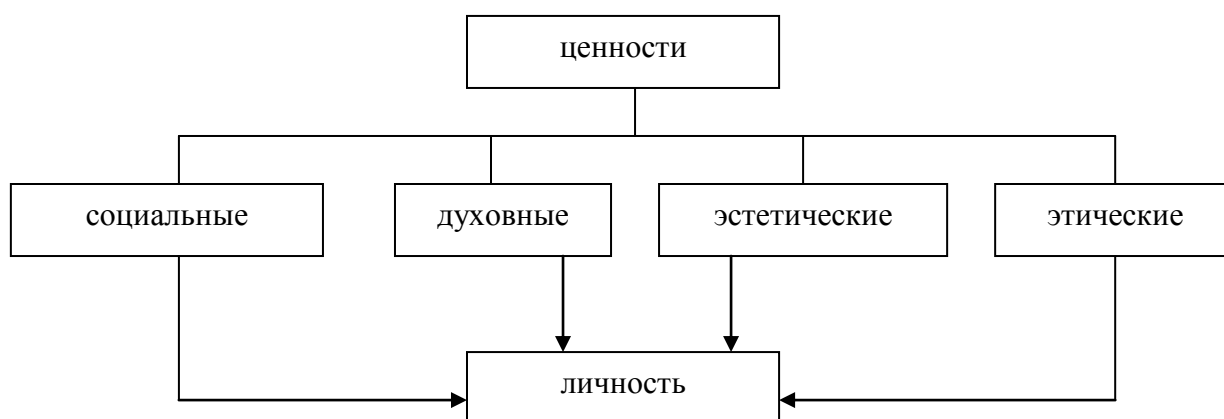 ценности
социальные
духовные
эстетические
этические
личность